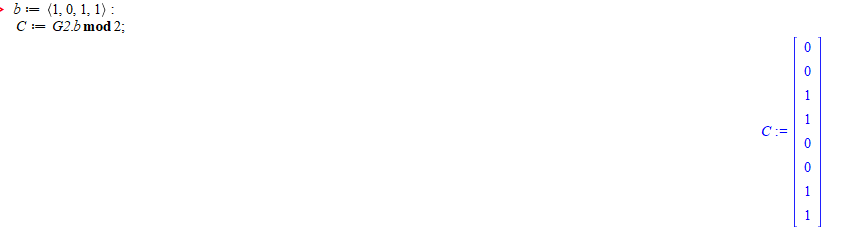 b := ⟨1, 0, 1, 1⟩ :
C := G2.b mod 2;
0
0
1
1
C :=
0
0
1
1